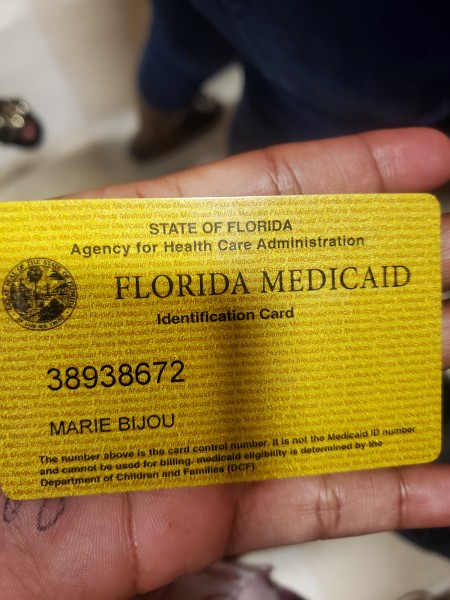 STATE OF FLORIDA
Agency for Health Care Administration
FLORIDA MEDICAID
Identification Card
38938672
MARIE BIJOU
The number above is the card control number. It is not the Medicaid ID number
and cannot be used for billing. medicaid eligibility is determined by the
Department of Children and Families (DCF).